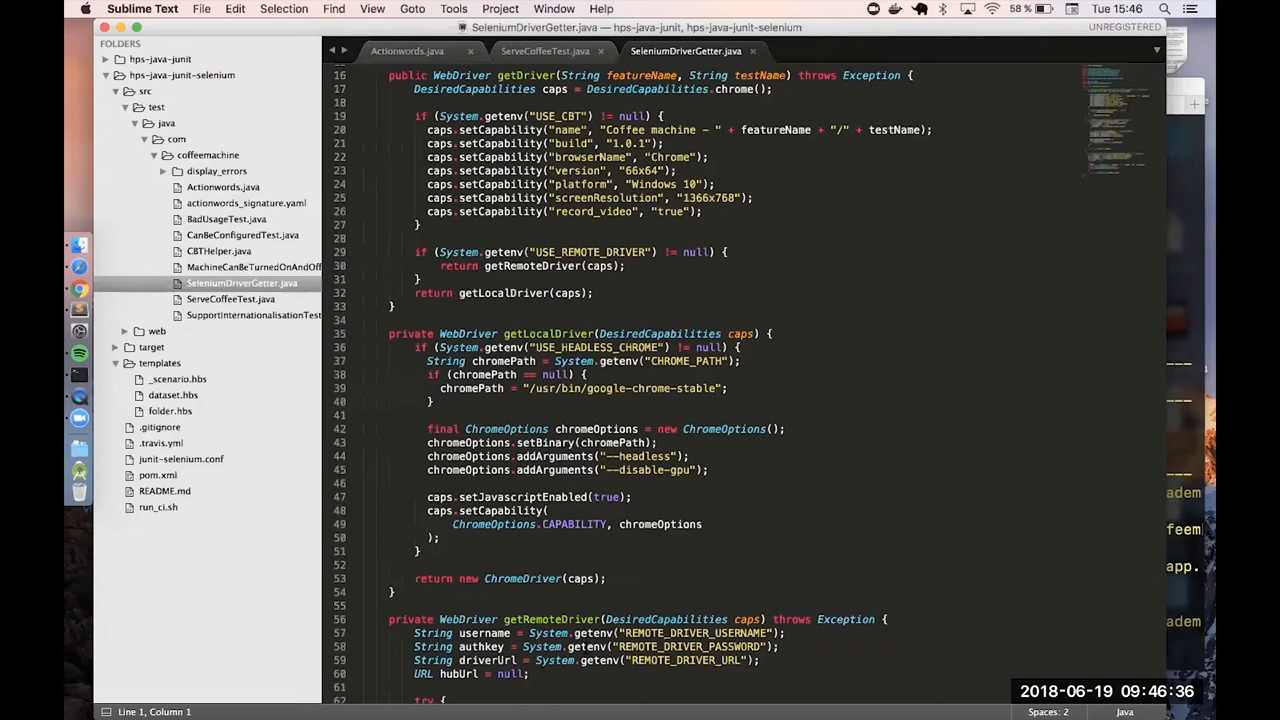 Sublime Text File Edit Selection Find View Goto Tools Project Window Help 58 % Tue 15:46
SeleniumDriverGetter.java — hps-java-junit, hps-java-junit-selenium UNREGISTERED
FOLDERS
hps-java-junit
hps-java-junit-selenium
src
test
java
com
coffeemachine
display_errors
Actionwords.java
actionwords_signature.yaml
BadUsageTest.java
CanBeConfiguredTest.java
CBTHelper.java
MachineCanBeTurnedOnAndOff
SeleniumDriverGetter.java
ServeCoffeeTest.java
SupportInternationalisationTest
web
target
templates
_scenario.hbs
dataset.hbs
folder.hbs
.gitignore
.travis.yml
junit-selenium.conf
pom.xml
README.md
run_ci.sh
Actionwords.java × ServeCoffeeTest.java × SeleniumDriverGetter.java ×
16 public WebDriver getDriver(String featureName, String testName) throws Exception {
17 DesiredCapabilities caps = DesiredCapabilities.chrome();
18
19 if (System.getenv("USE_CBT") != null) {
20 caps.setCapability("name", "Coffee machine - " + featureName + "/" + testName);
21 caps.setCapability("build", "1.0.1");
22 caps.setCapability("browserName", "Chrome");
23 caps.setCapability("version", "66x64");
24 caps.setCapability("platform", "Windows 10");
25 caps.setCapability("screenResolution", "1366x768");
26 caps.setCapability("record_video", "true");
27 }
28
29 if (System.getenv("USE_REMOTE_DRIVER") != null) {
30 return getRemoteDriver(caps);
31 }
32 return getLocalDriver(caps);
33 }
34
35 private WebDriver getLocalDriver(DesiredCapabilities caps) {
36 if (System.getenv("USE_HEADLESS_CHROME") != null) {
37 String chromePath = System.getenv("CHROME_PATH");
38 if (chromePath == null) {
39 chromePath = "/usr/bin/google-chrome-stable";
40 }
41
42 final ChromeOptions chromeOptions = new ChromeOptions();
43 chromeOptions.setBinary(chromePath);
44 chromeOptions.addArguments("--headless");
45 chromeOptions.addArguments("--disable-gpu");
46
47 caps.setJavascriptEnabled(true);
48 caps.setCapability(
49 ChromeOptions.CAPABILITY, chromeOptions
50 );
51 }
52
53 return new ChromeDriver(caps);
54 }
55
56 private WebDriver getRemoteDriver(DesiredCapabilities caps) throws Exception {
57 String username = System.getenv("REMOTE_DRIVER_USERNAME");
58 String authkey = System.getenv("REMOTE_DRIVER_PASSWORD");
59 String driverUrl = System.getenv("REMOTE_DRIVER_URL");
60 URL hubUrl = null;
61
62 try {
adem
feem
app.
adem
2018-06-19 09:46:36
Line 1, Column 1 Spaces: 2 Java